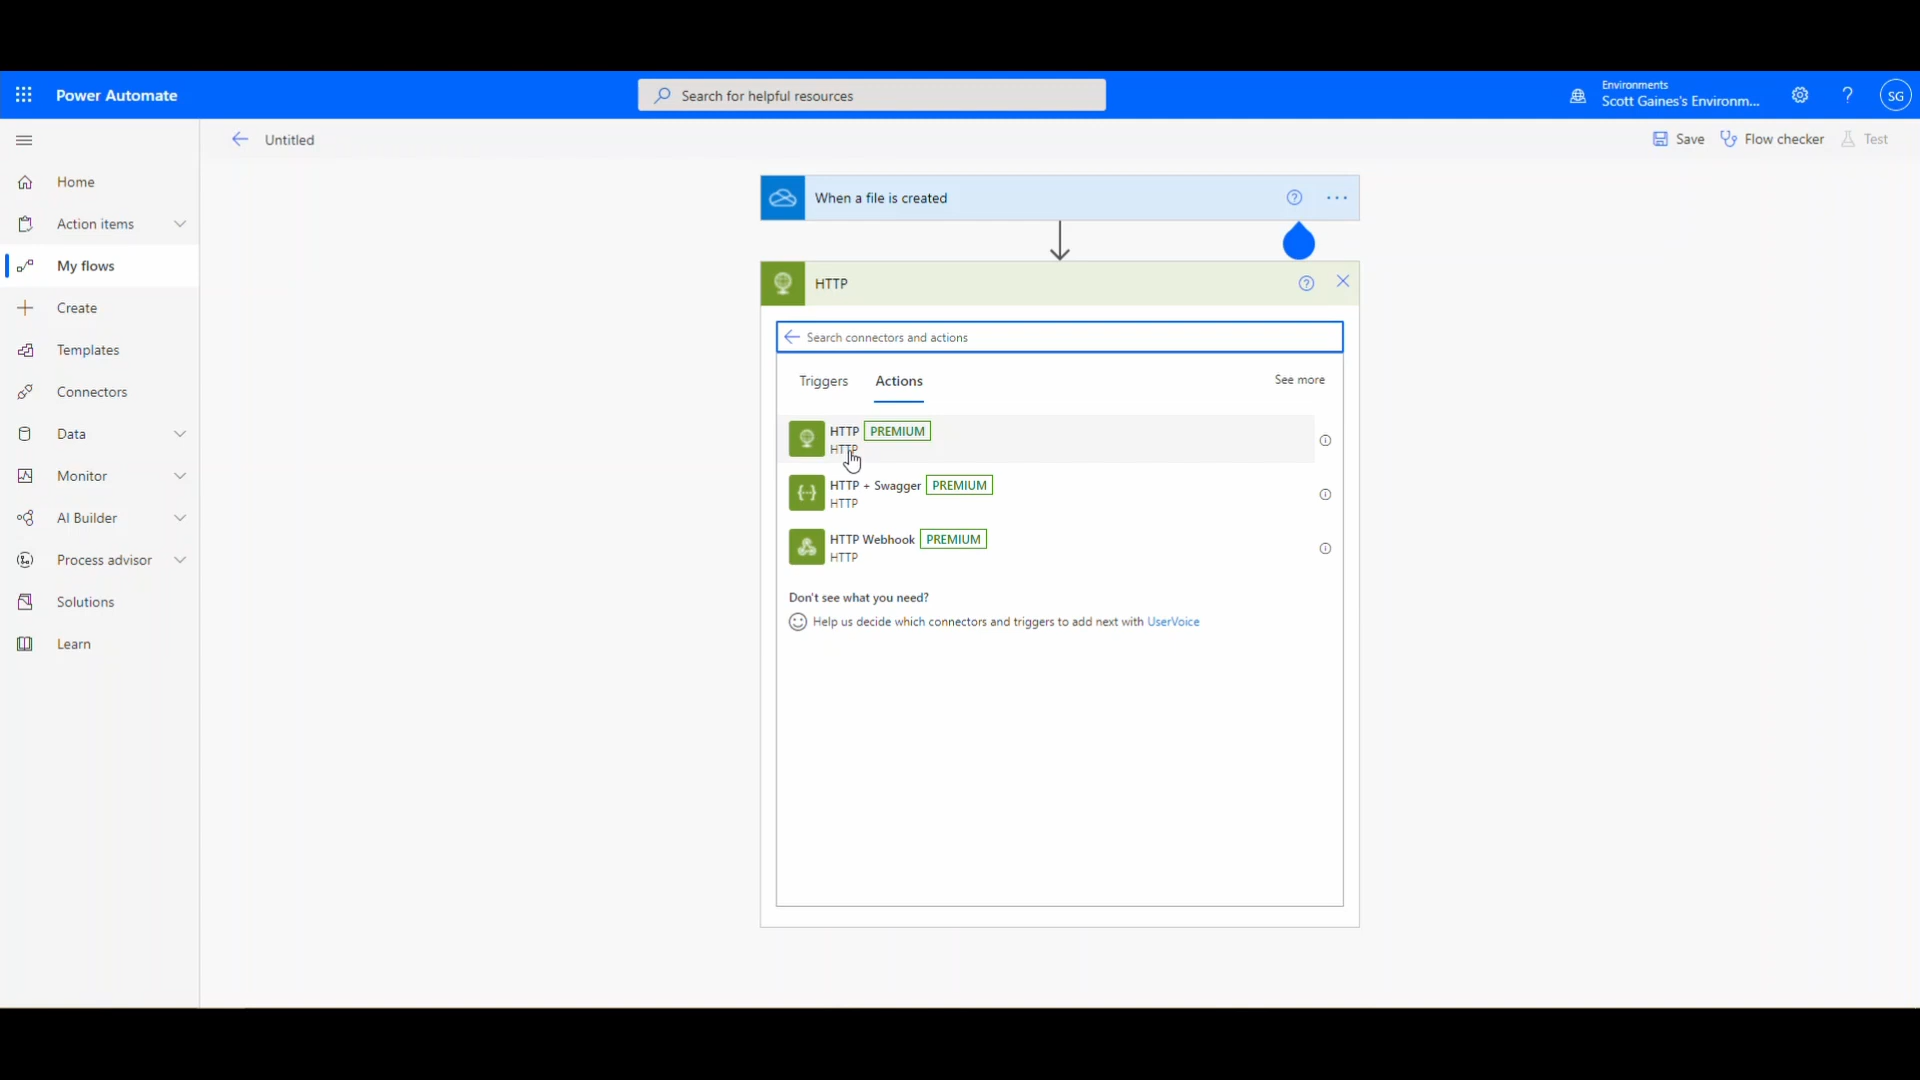 Power Automate
Search for helpful resources
Environments
Scott Gaines's Environm...
?
SG
Untitled
Save
Flow checker
Test
Home
Action items
My flows
Create
Templates
Connectors
Data
Monitor
AI Builder
Process advisor
Solutions
Learn
When a file is created
HTTP
Search connectors and actions
Triggers
Actions
See more
HTTP PREMIUM
HTTP
HTTP + Swagger PREMIUM
HTTP
HTTP Webhook PREMIUM
HTTP
Don't see what you need?
Help us decide which connectors and triggers to add next with UserVoice